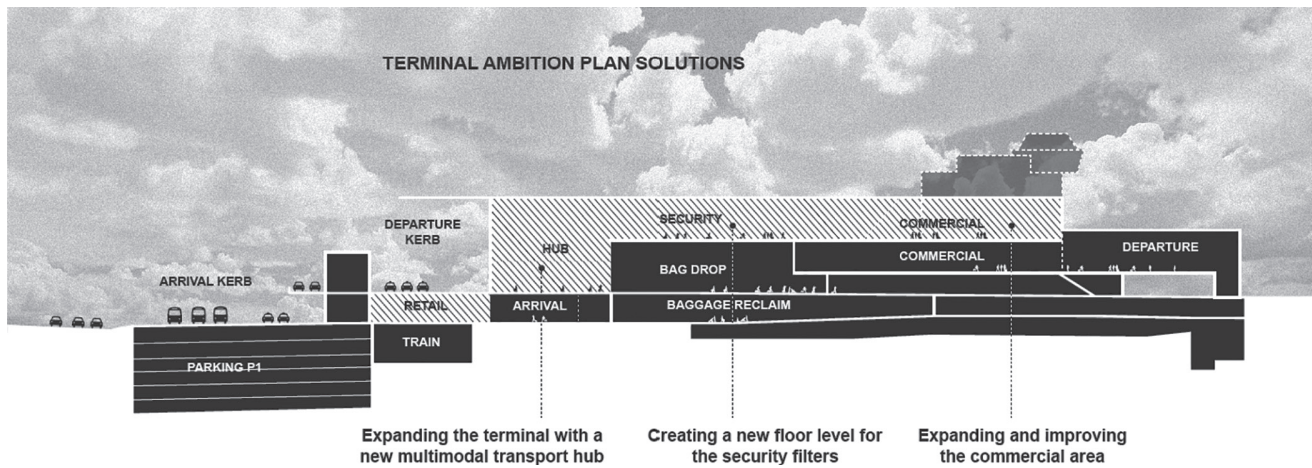 TERMINAL AMBITION PLAN SOLUTIONS
DEPARTURE
KERB
SECURITY
COMMERCIAL
HUB
COMMERCIAL
DEPARTURE
BAG DROP
ARRIVAL KERB
RETAIL
ARRIVAL
BAGGAGE RECLAIM
TRAIN
PARKING P1
Expanding the terminal with a
new multimodal transport hub
Creating a new floor level for
the security filters
Expanding and improving
the commercial area